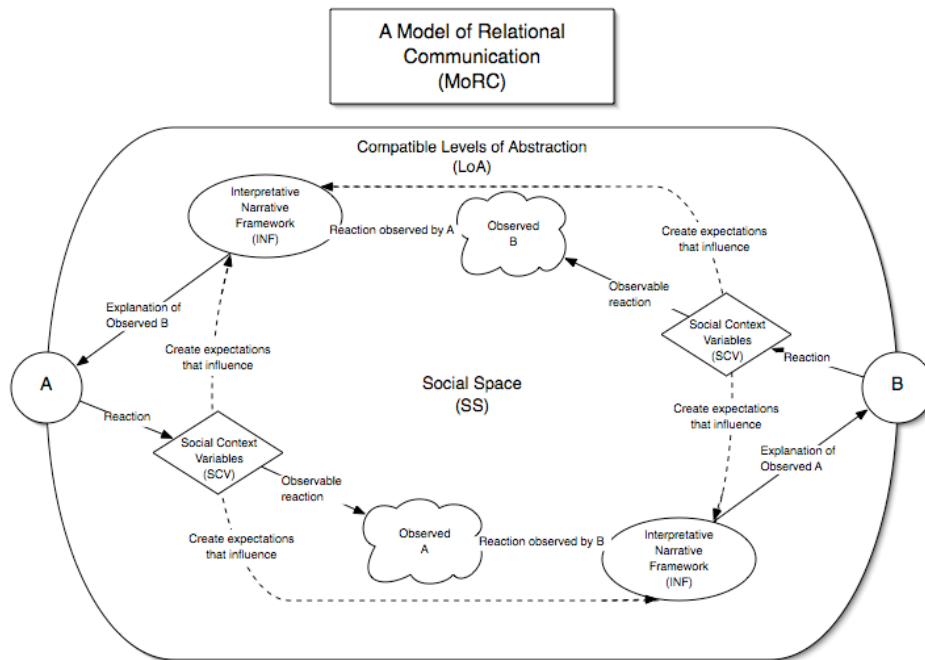 A Model of Relational
Communication
(MoRC)
Compatible Levels of Abstraction
(LoA)
Interpretative
Narrative
Framework
(INF)
Reaction observed by A
Observed
B
Create expectations
that influence
Observable
reaction
Explanation of
Observed B
Social Context
Variables
(SCV)
Create expectations
that influence
Reaction
A
B
Social Space
(SS)
Reaction
Create expectations
that influence
Social Context
Variables
(SCV)
Explanation of
Observed A
Observable
reaction
Create expectations
that influence
Observed
A
Reaction observed by B
Interpretative
Narrative
Framework
(INF)